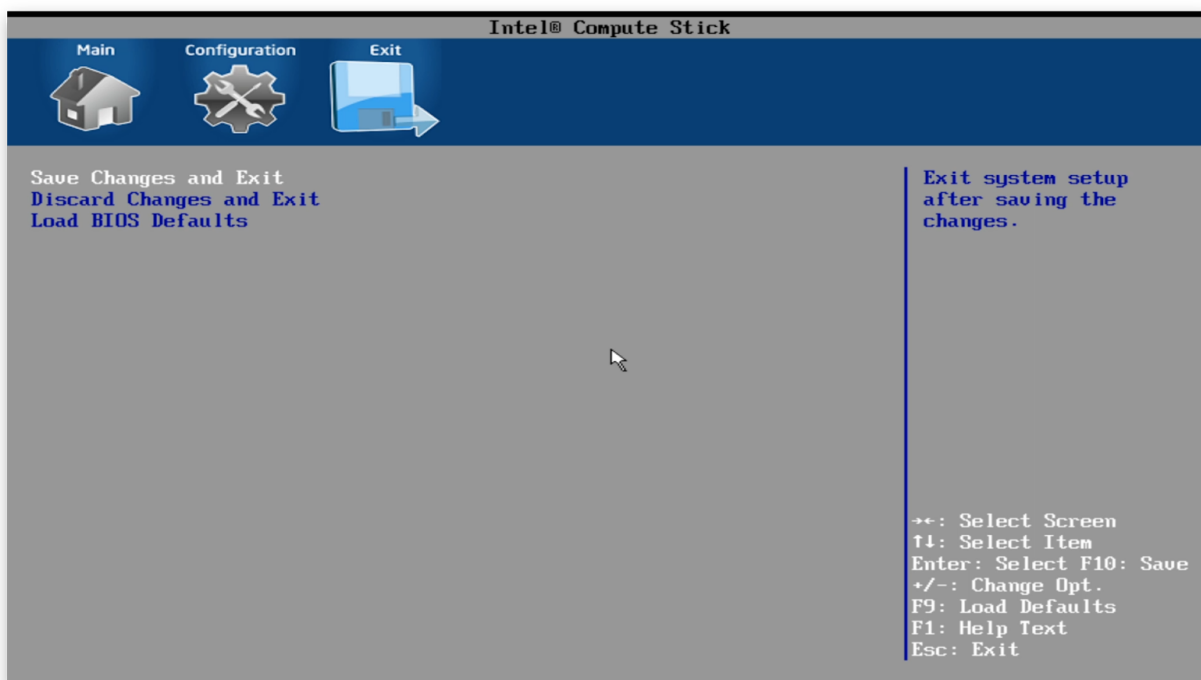 Intel® Compute Stick
Main Configuration Exit
Save Changes and Exit
Discard Changes and Exit
Load BIOS Defaults
Exit system setup
after saving the
changes.
→←: Select Screen
↑↓: Select Item
Enter: Select F10: Save
+/-: Change Opt.
F9: Load Defaults
F1: Help Text
Esc: Exit